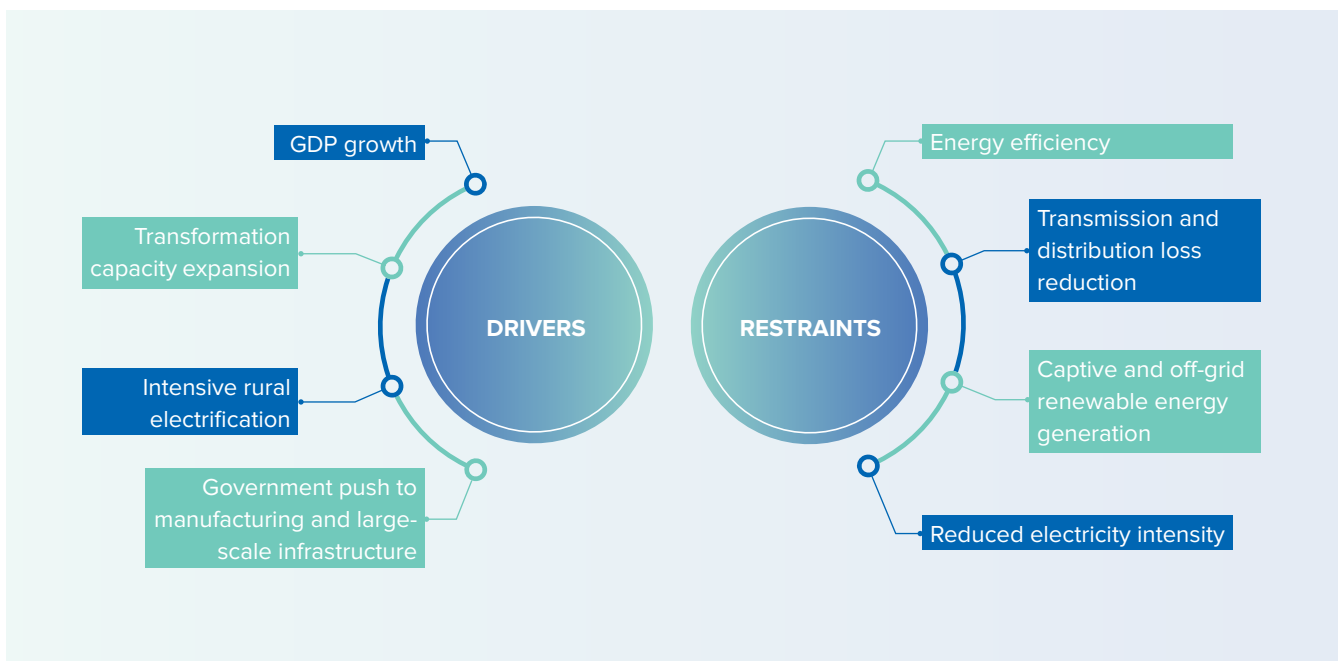 GDP growth
Transformation
capacity expansion
Intensive rural
electrification
Government push to
manufacturing and large-
scale infrastructure
DRIVERS
RESTRAINTS
Energy efficiency
Transmission and
distribution loss
reduction
Captive and off-grid
renewable energy
generation
Reduced electricity intensity